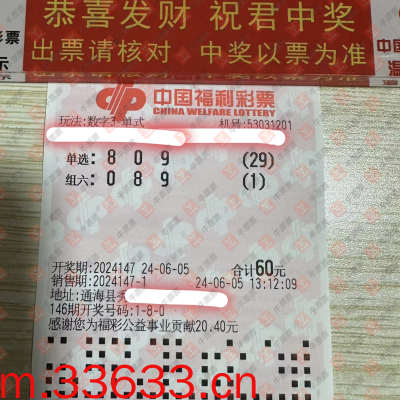 恭喜发财 祝君中奖
出票请核对 中奖以票为准
彩票
示
温
中国福利彩票
CHINA WELFARE LOTTERY
玩法:数字3 单式
机号:53031201
单选: 8 0 9 (29)
组六: 0 8 9 (1)
开奖期:2024147 24-06-05 合计60元
销售期:2024147-1 24-06-05 13:12:09
地址:通海县
146期开奖号码:1-8-0
感谢您为福彩公益事业贡献20.40元
m.33633.cn